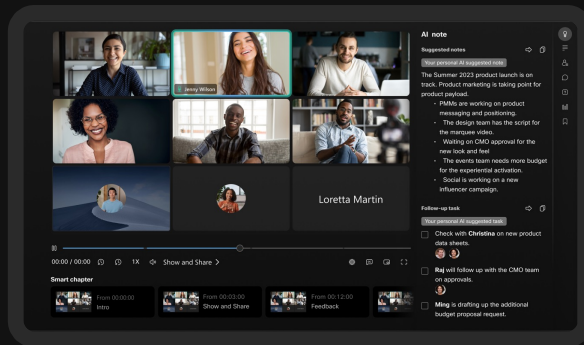 Jenny Wilson
Loretta Martin
00:00 / 00:00
1X
Show and Share
Smart chapter
From 00:00:00
Intro
From 00:03:00
Show and Share
From 00:12:00
Feedback
AI note
Suggested notes
Your personal AI suggested note
The Summer 2023 product launch is on
track. Product marketing is taking point for
product payload.
• PMMs are working on product
messaging and positioning.
• The design team has the script for
the marquee video.
• Waiting on CMO approval for the
new look and feel
• The events team needs more budget
for the experiential activation.
• Social is working on a new
influencer campaign.
Follow-up task
Your personal AI suggested task
Check with Christina on new product
data sheets.
Raj will follow up with the CMO team
on approvals.
Ming is drafting up the additional
budget proposal request.